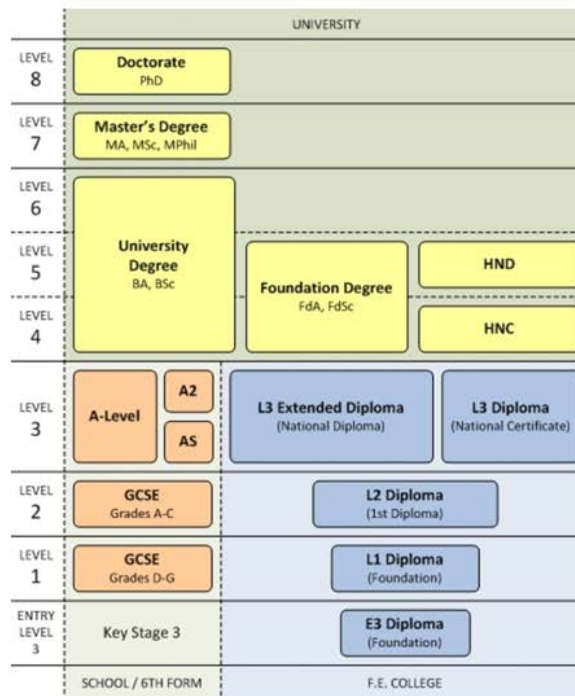 UNIVERSITY
LEVEL
8
Doctorate
PhD
LEVEL
7
Master's Degree
MA, MSc, MPhil
LEVEL
6
LEVEL
5
University
Degree
BA, BSc
Foundation Degree
FdA, FdSc
HND
LEVEL
4
HNC
LEVEL
3
A-Level
A2
AS
L3 Extended Diploma
(National Diploma)
L3 Diploma
(National Certificate)
LEVEL
2
GCSE
Grades A-C
L2 Diploma
(1st Diploma)
LEVEL
1
GCSE
Grades D-G
L1 Diploma
(Foundation)
ENTRY
LEVEL
3
Key Stage 3
E3 Diploma
(Foundation)
SCHOOL / 6TH FORM
F.E. COLLEGE